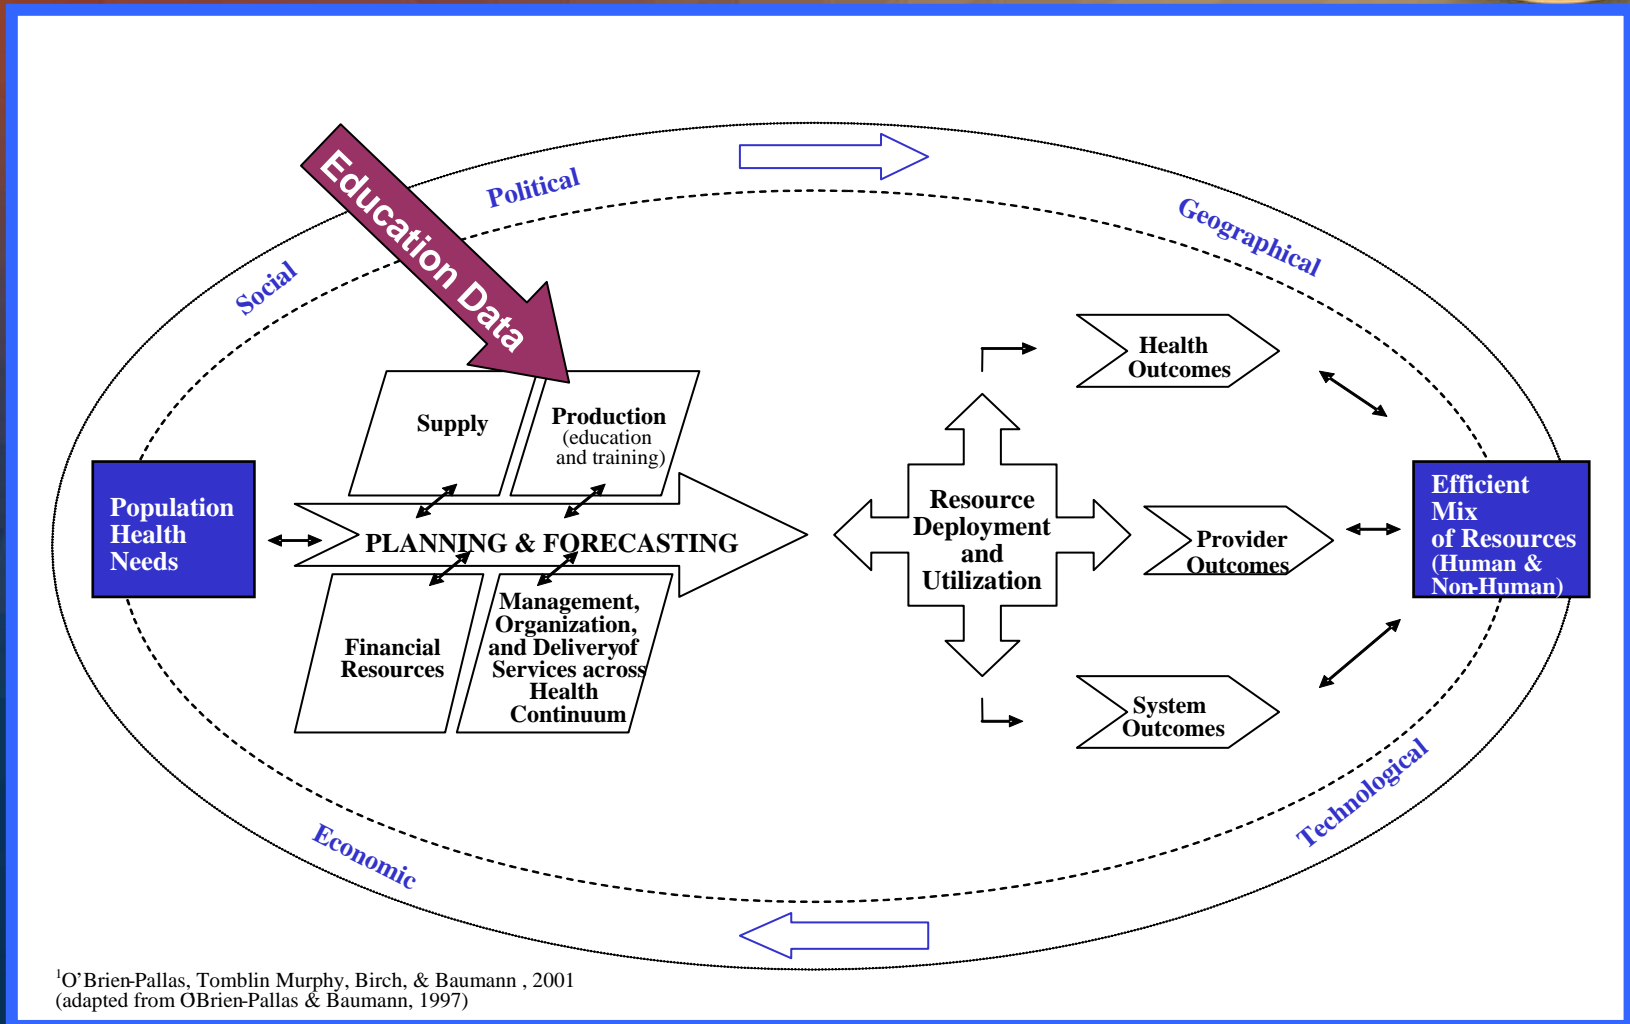 Education Data
Political
Geographical
Social
Supply
Production
(education
and training)
Population
Health
Needs
PLANNING & FORECASTING
Financial
Resources
Management,
Organization,
and Deliveryof
Services across
Health
Continuum
Resource
Deployment
and
Utilization
Health
Outcomes
Provider
Outcomes
System
Outcomes
Efficient
Mix
of Resources
(Human &
Non-Human)
Economic
Technological
¹O'Brien-Pallas, Tomblin Murphy, Birch, & Baumann , 2001
(adapted from O'Brien-Pallas & Baumann, 1997)